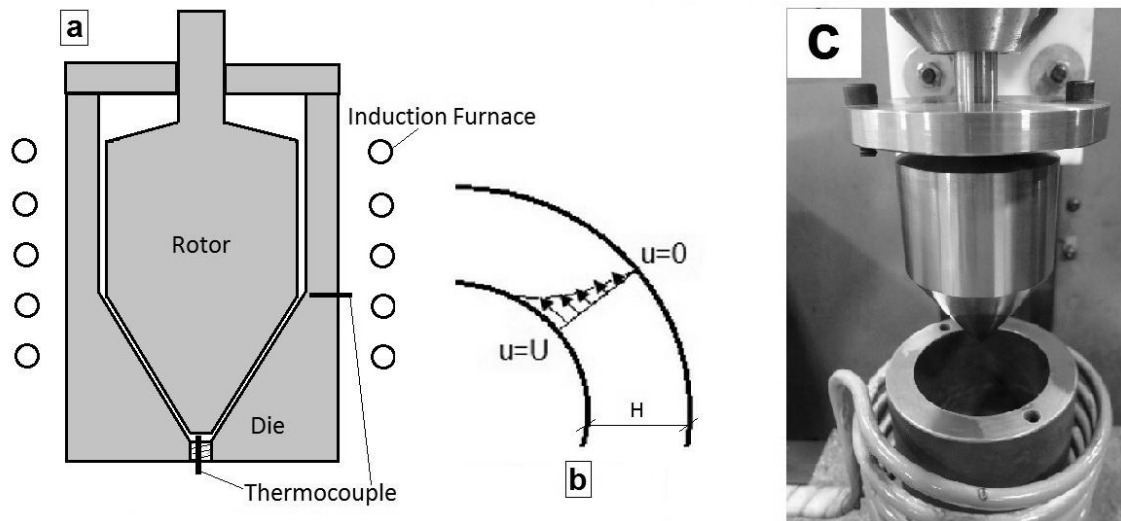 a
Induction Furnace
Rotor
Die
Thermocouple
u=0
u=U
H
b
c